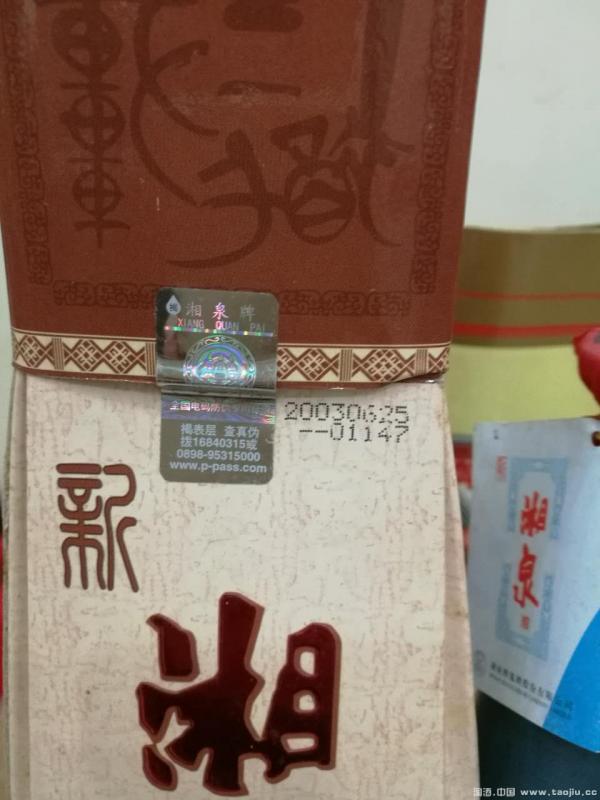 湘泉牌
XIANG QUAN PAI
全国电码防伪
揭表层 查真伪
拨16840315或
0898-95315000
www.p-pass.com
20030625
--01147
新
湘
湘泉
国酒.中国 www.taojiu.cc